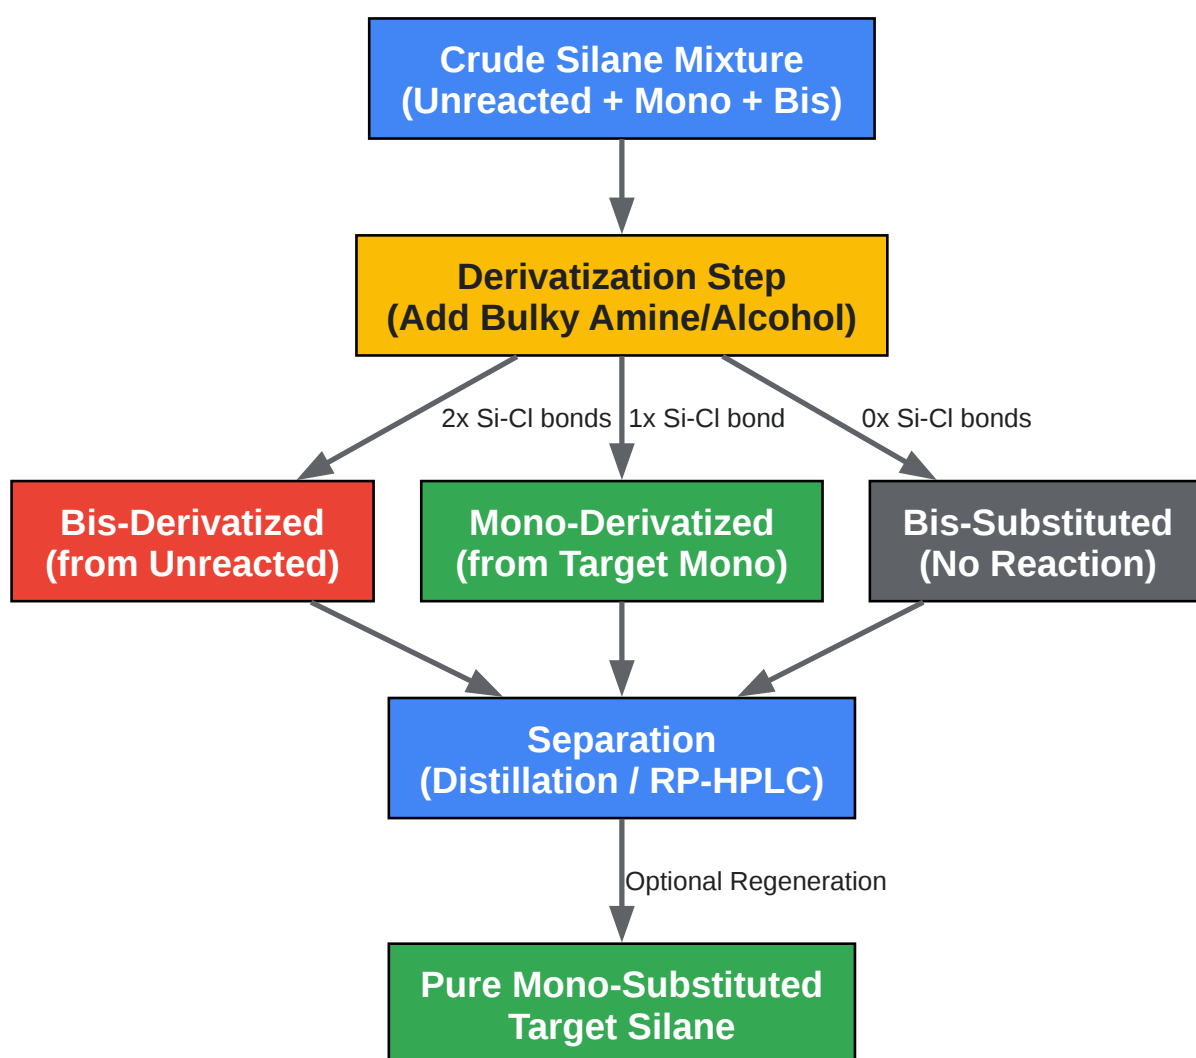 Crude Silane Mixture
(Unreacted + Mono + Bis)
Derivatization Step
(Add Bulky Amine/Alcohol)
2x Si-Cl bonds
1x Si-Cl bond
0x Si-Cl bonds
Bis-Derivatized
(from Unreacted)
Mono-Derivatized
(from Target Mono)
Bis-Substituted
(No Reaction)
Separation
(Distillation / RP-HPLC)
Optional Regeneration
Pure Mono-Substituted
Target Silane